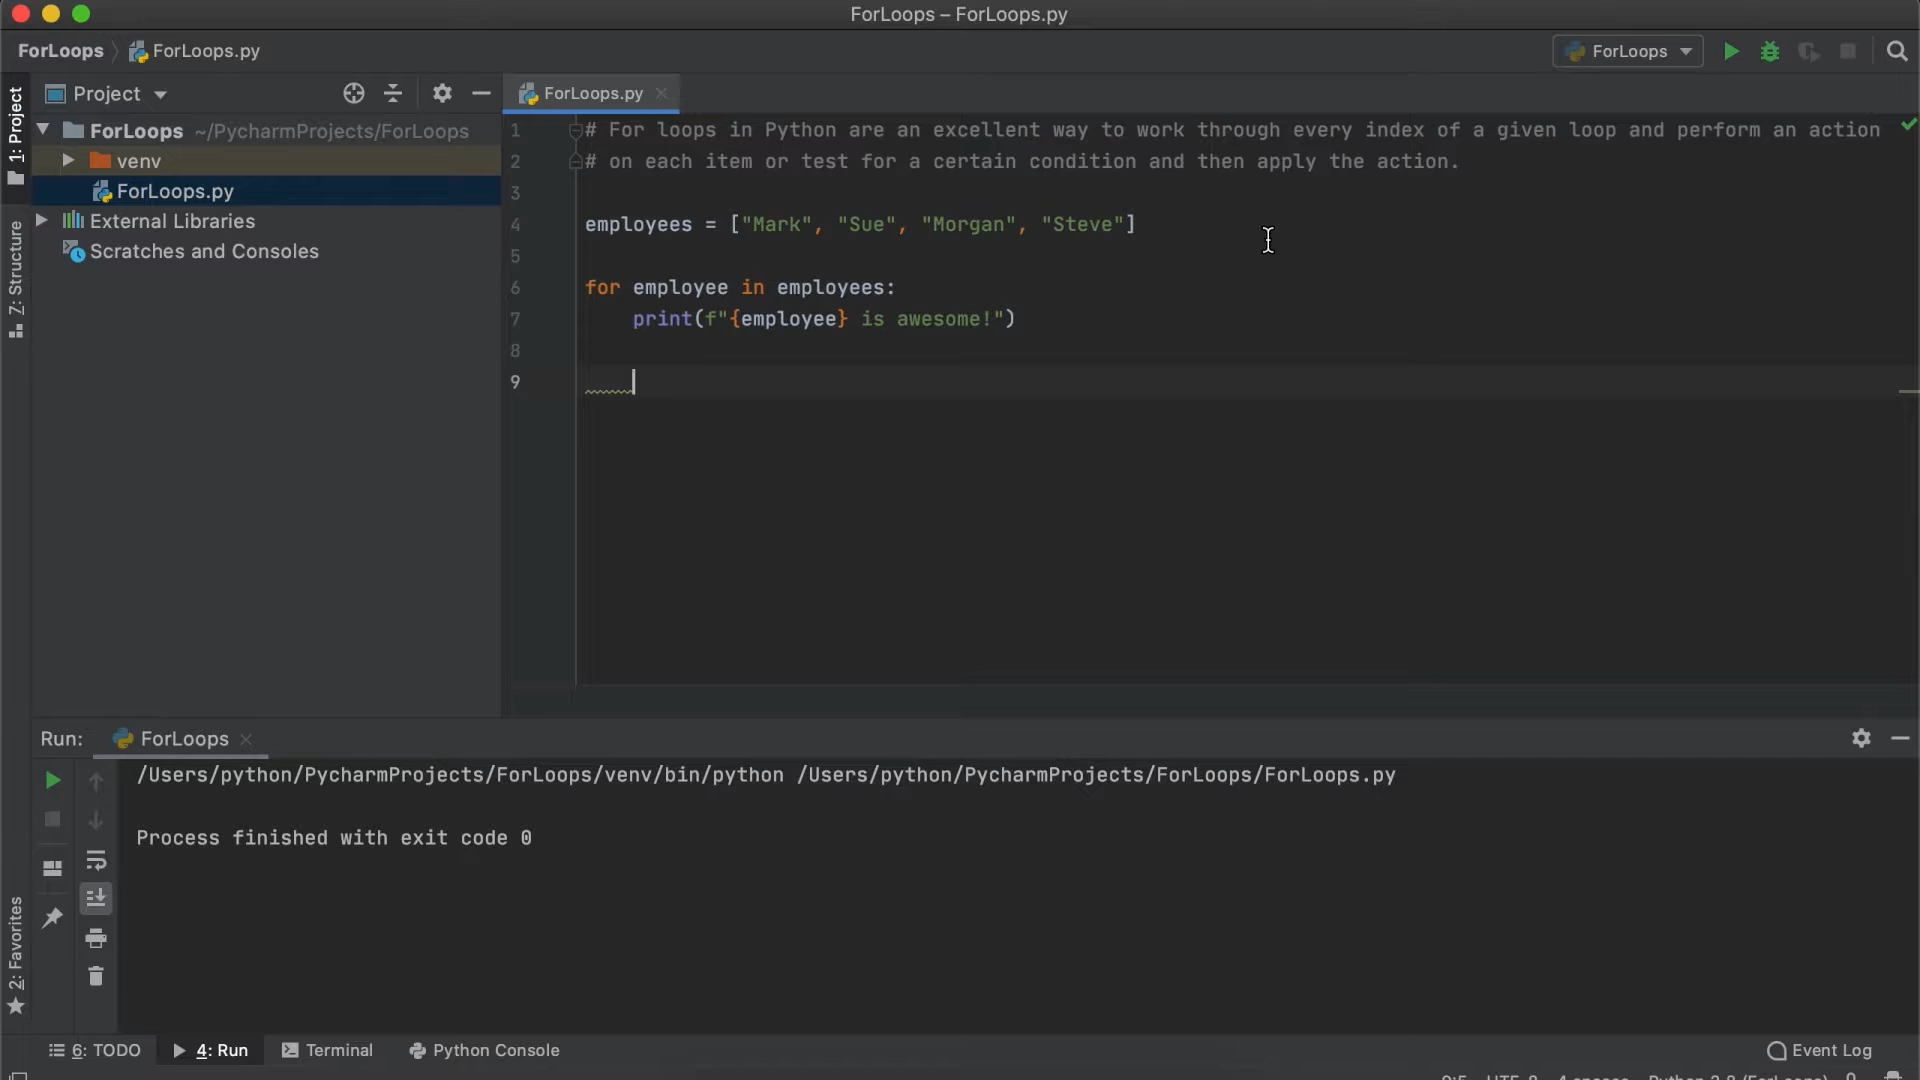 ForLoops – ForLoops.py
ForLoops ForLoops.py ForLoops
1: Project
Project
ForLoops ~/PycharmProjects/ForLoops
venv
ForLoops.py
External Libraries
Scratches and Consoles
Z: Structure
ForLoops.py
1 # For loops in Python are an excellent way to work through every index of a given loop and perform an action
2 # on each item or test for a certain condition and then apply the action.
3
4 employees = ["Mark", "Sue", "Morgan", "Steve"]
5
6 for employee in employees:
7     print(f"{employee} is awesome!")
8
9
Run: ForLoops
/Users/python/PycharmProjects/ForLoops/venv/bin/python /Users/python/PycharmProjects/ForLoops/ForLoops.py
Process finished with exit code 0
2: Favorites
6: TODO 4: Run Terminal Python Console Event Log